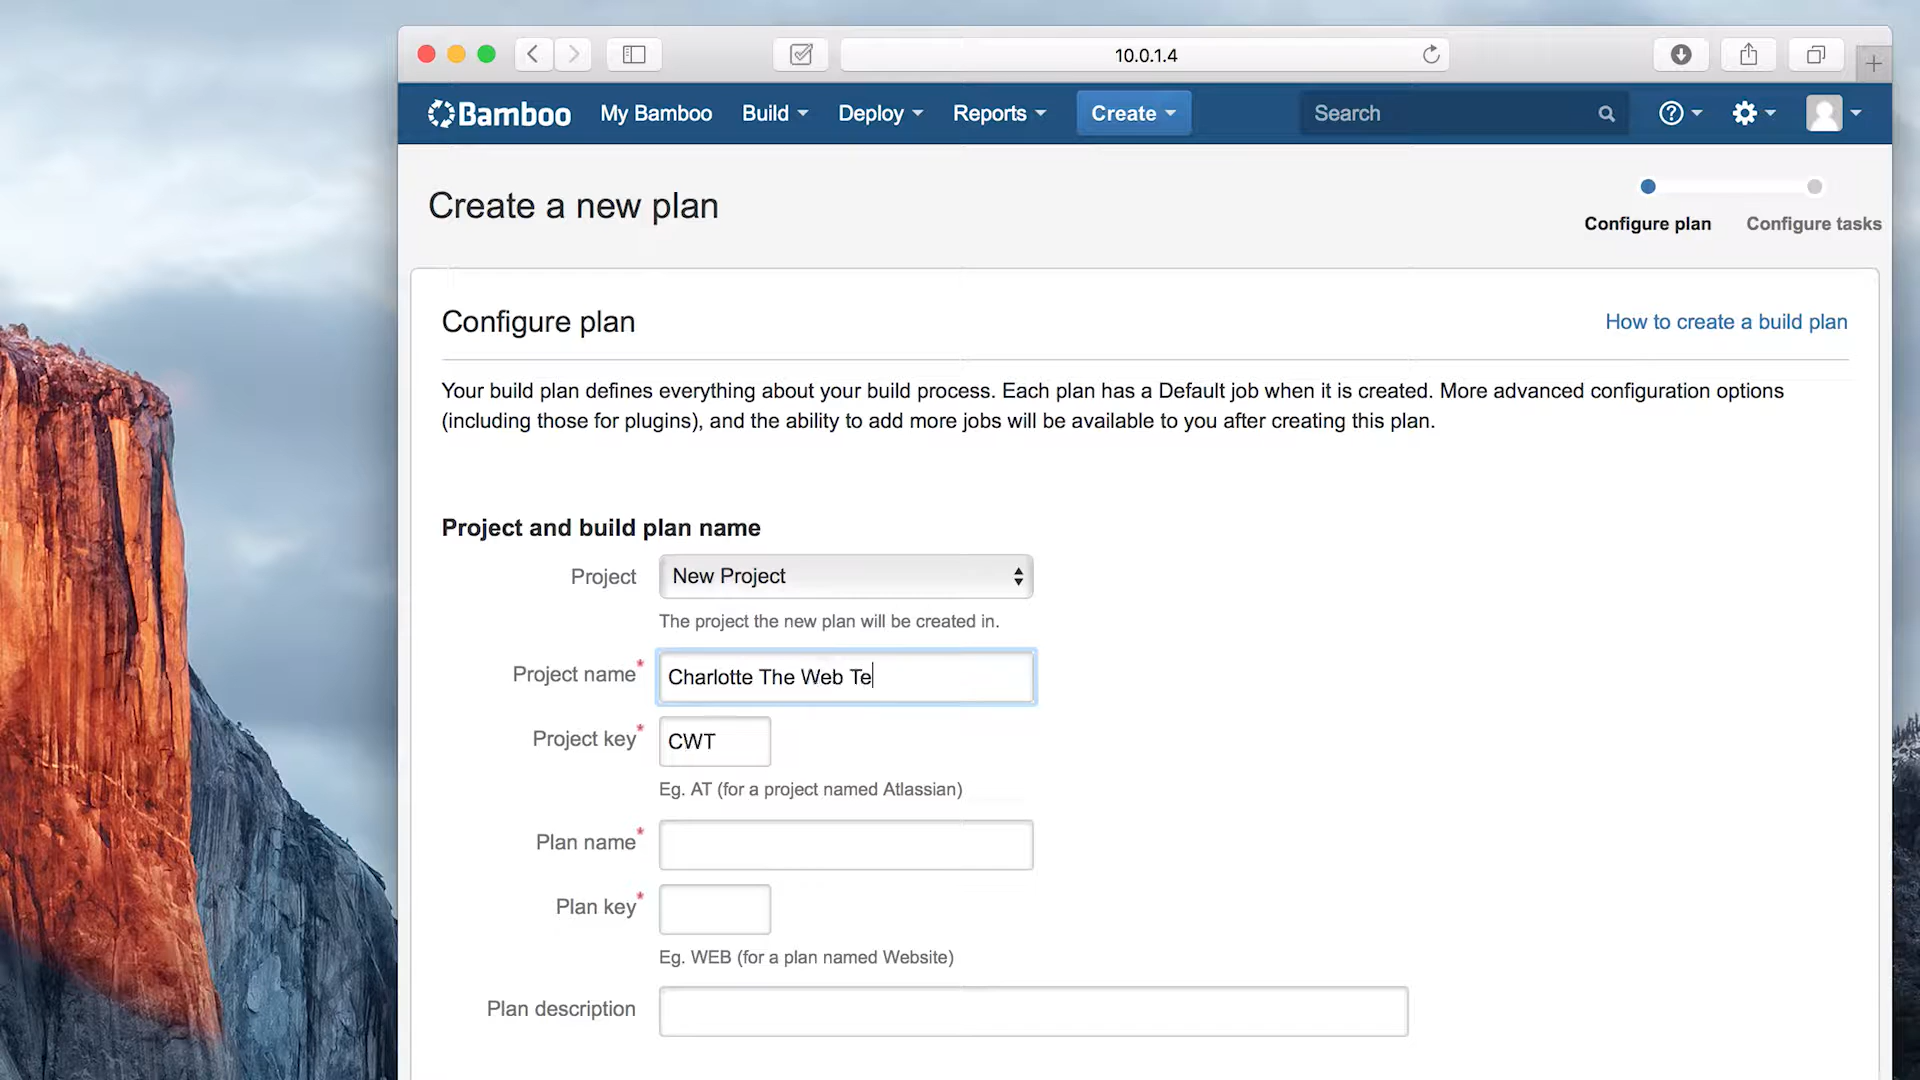 10.0.1.4
Bamboo My Bamboo Build Deploy Reports Create Search
Create a new plan
Configure plan Configure tasks
Configure plan
How to create a build plan
Your build plan defines everything about your build process. Each plan has a Default job when it is created. More advanced configuration options
(including those for plugins), and the ability to add more jobs will be available to you after creating this plan.
Project and build plan name
Project New Project
The project the new plan will be created in.
Project name* Charlotte The Web Te
Project key* CWT
Eg. AT (for a project named Atlassian)
Plan name*
Plan key*
Eg. WEB (for a plan named Website)
Plan description